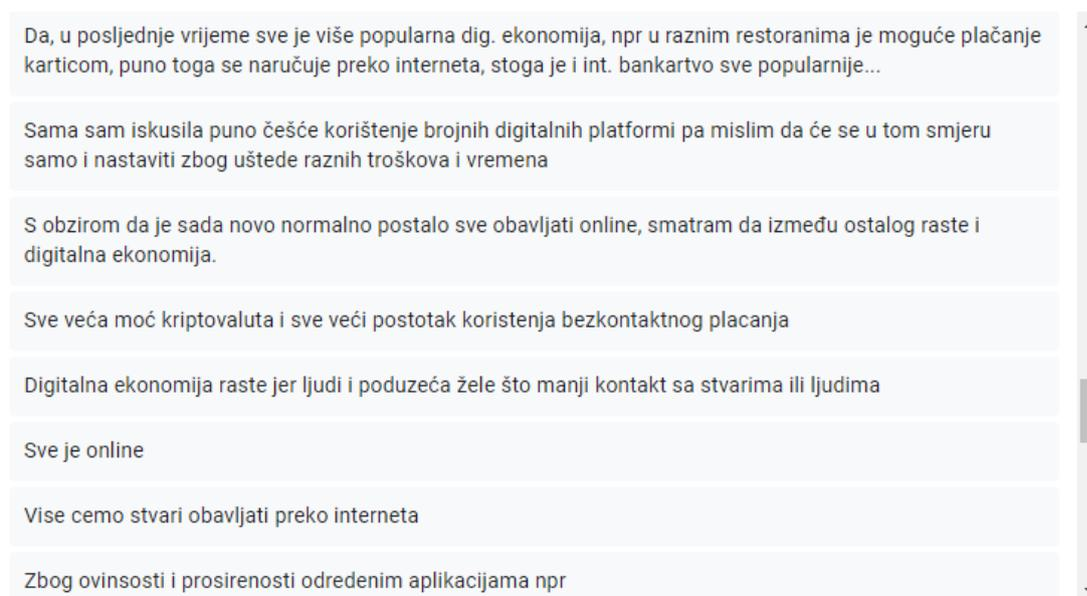 Da, u posljednje vrijeme sve je više popularna dig. ekonomija, npr u raznim restoranima je moguće plačanje
karticom, puno toga se naručuje preko interneta, stoga je i int. bankartvo sve popularnije...
Sama sam iskusila puno češće korištenje brojnih digitalnih platformi pa mislim da će se u tom smjeru
samo i nastaviti zbog uštede raznih troškova i vremena
S obzirom da je sada novo normalno postalo sve obavljati online, smatram da između ostalog raste i
digitalna ekonomija.
Sve veća moć kriptovaluta i sve veći postotak koristenja bezkontaktnog placanja
Digitalna ekonomija raste jer ljudi i poduzeća žele što manji kontakt sa stvarima ili ljudima
Sve je online
Vise cemo stvari obavljati preko interneta
Zbog ovinsosti i prosirenosti odredenim aplikacijama npr